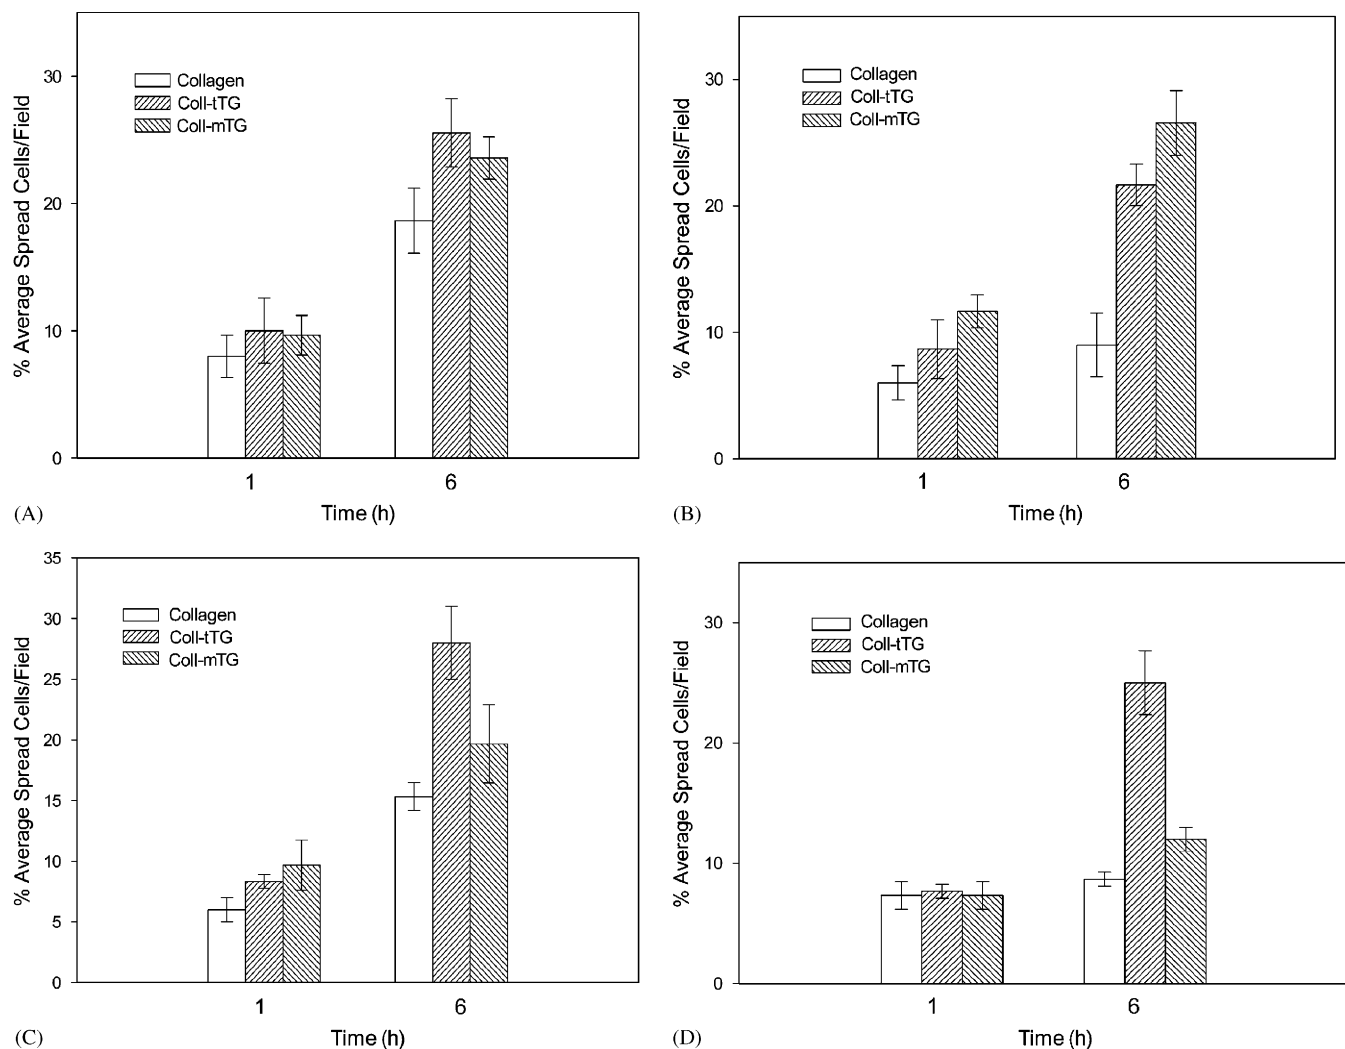 % Average Spread Cells/Field
30
20
10
0
Collagen
Coll-tTG
Coll-mTG
1
6
Time (h)
(A)
% Average Spread Cells/Field
30
20
10
0
Collagen
Coll-tTG
Coll-mTG
1
6
Time (h)
(B)
% Average Spread Cells/Field
35
30
25
20
15
10
5
0
Collagen
Coll-tTG
Coll-mTG
1
6
Time (h)
(C)
% Average Spread Cells/Field
30
20
10
0
Collagen
Coll-tTG
Coll-mTG
1
6
Time (h)
(D)